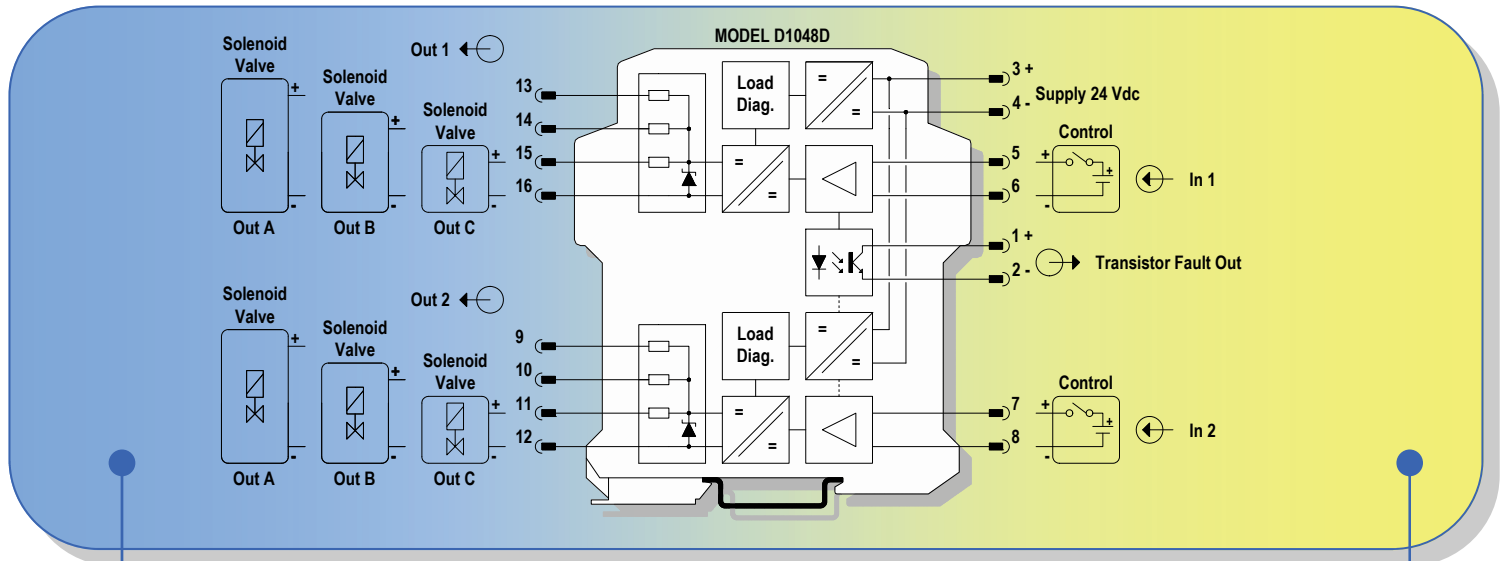 MODEL D1048D
Solenoid
Valve
+
-
Out A
Solenoid
Valve
+
-
Out B
Solenoid
Valve
+
-
Out C
Out 1
13
14
15
16
Load
Diag.
=
=
=
=
3 +
4 -
Supply 24 Vdc
Control
5
6
+
-
+
In 1
1 +
2 -
Transistor Fault Out
Solenoid
Valve
+
-
Out A
Solenoid
Valve
+
-
Out B
Solenoid
Valve
+
-
Out C
Out 2
9
10
11
12
Load
Diag.
=
=
=
=
Control
7
8
+
-
+
In 2